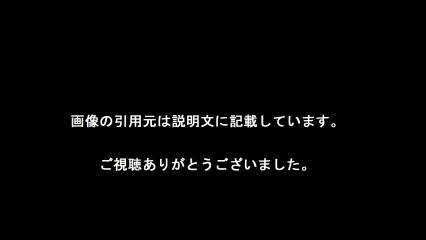 画像の引用元は説明文に記載しています。
ご視聴ありがとうございました。